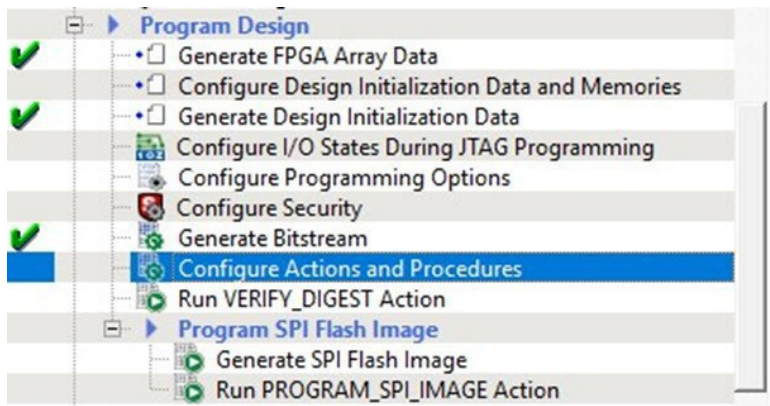 Program Design
Generate FPGA Array Data
Configure Design Initialization Data and Memories
Generate Design Initialization Data
Configure I/O States During JTAG Programming
Configure Programming Options
Configure Security
Generate Bitstream
Configure Actions and Procedures
Run VERIFY_DIGEST Action
Program SPI Flash Image
Generate SPI Flash Image
Run PROGRAM_SPI_IMAGE Action